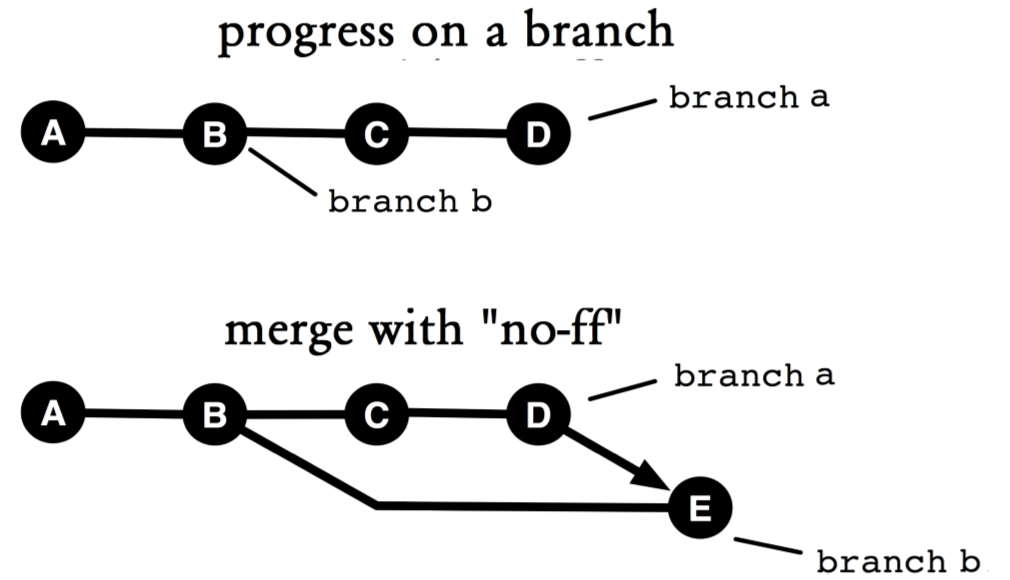 progress on a branch
branch a
A B C D
branch b
merge with "no-ff"
branch a
A B C D
E
branch b